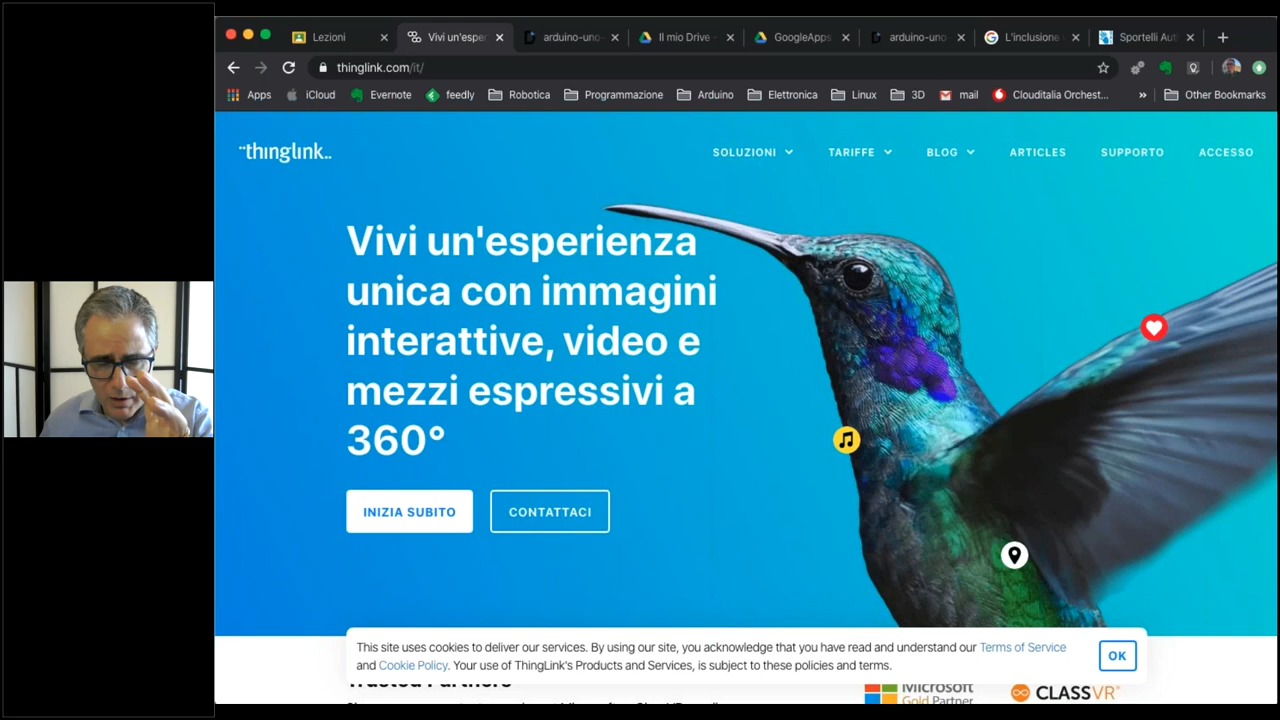 Lezioni
Vivi un'esper
arduino-uno-
Il mio Drive -
GoogleApps
arduino-uno-
L'inclusione
Sportelli Aut
thinglink.com/it/
Apps
iCloud
Evernote
feedly
Robotica
Programmazione
Arduino
Elettronica
Linux
3D
mail
Clouditalia Orchest...
»
Other Bookmarks
¨thinglink..
SOLUZIONI
TARIFFE
BLOG
ARTICLES
SUPPORTO
ACCESSO
Vivi un'esperienza
unica con immagini
interattive, video e
mezzi espressivi a
360°
INIZIA SUBITO
CONTATTACI
This site uses cookies to deliver our services. By using our site, you acknowledge that you have read and understand our Terms of Service
and Cookie Policy. Your use of ThingLink's Products and Services, is subject to these policies and terms.
OK
Trusted Partners
Microsoft
Gold Partner
CLASSVR™